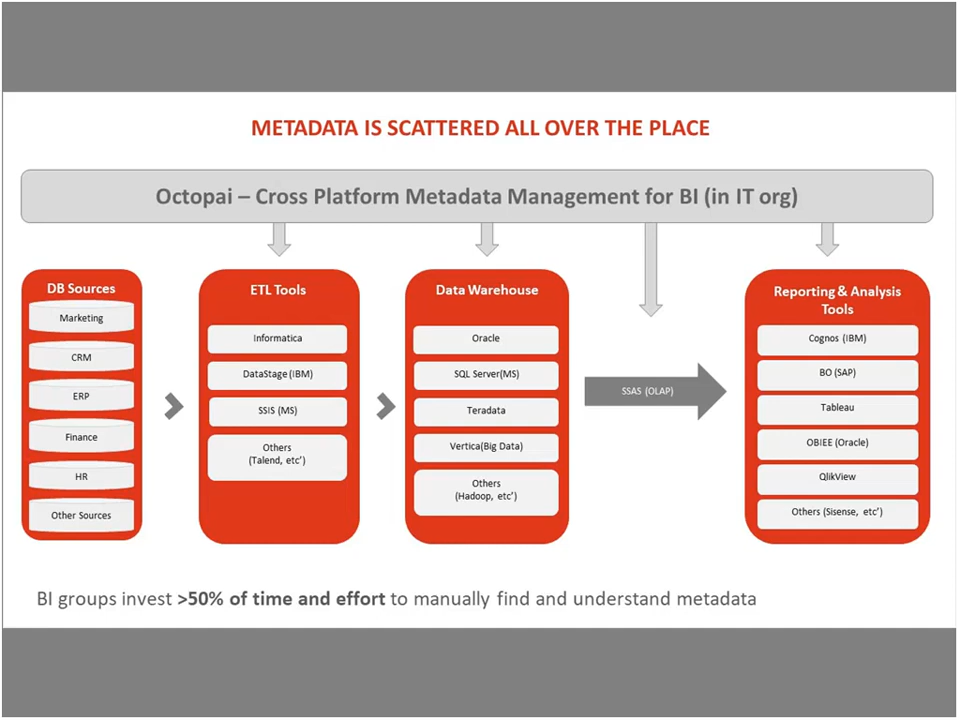 METADATA IS SCATTERED ALL OVER THE PLACE
Octopai – Cross Platform Metadata Management for BI (in IT org)
DB Sources
Marketing
CRM
ERP
Finance
HR
Other Sources
ETL Tools
Informatica
DataStage (IBM)
SSIS (MS)
Others
(Talend, etc’)
Data Warehouse
Oracle
SQL Server(MS)
Teradata
Vertica(Big Data)
Others
(Hadoop, etc’)
SSAS (OLAP)
Reporting & Analysis
Tools
Cognos (IBM)
BO (SAP)
Tableau
OBIEE (Oracle)
QlikView
Others (Sisense, etc’)
BI groups invest >50% of time and effort to manually find and understand metadata